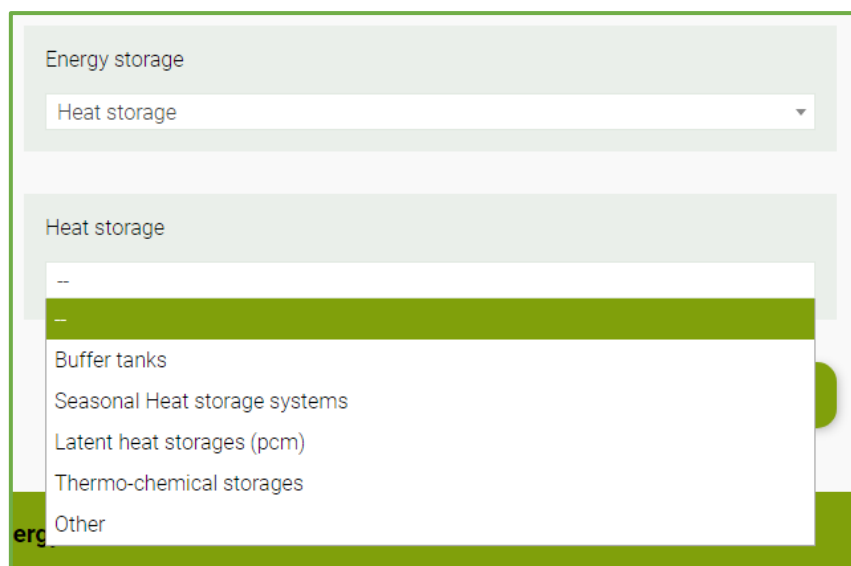 Energy storage
Heat storage
Heat storage
--
--
Buffer tanks
Seasonal Heat storage systems
Latent heat storages (pcm)
Thermo-chemical storages
Other